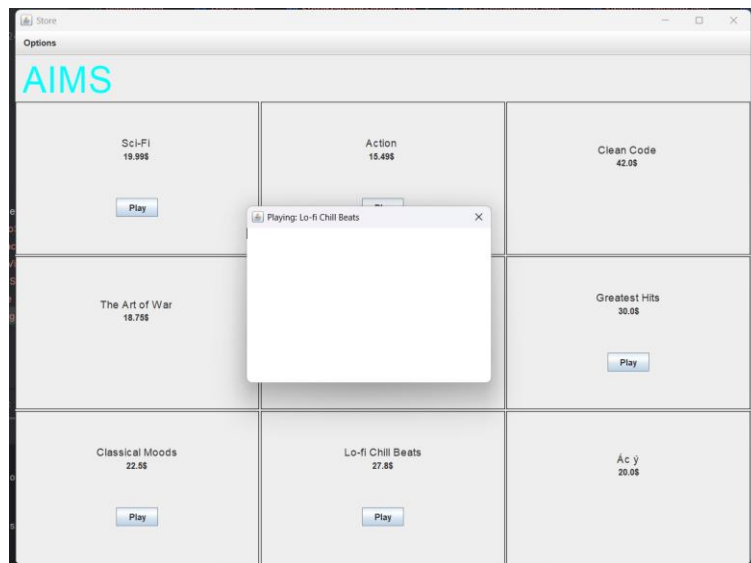 Store
Options
AIMS
Sci-Fi
19.99$
Play
Action
15.49$
Clean Code
42.0$
Playing: Lo-fi Chill Beats
The Art of War
18.75$
Greatest Hits
30.0$
Play
Classical Moods
22.5$
Play
Lo-fi Chill Beats
27.8$
Play
Ác ý
20.0$